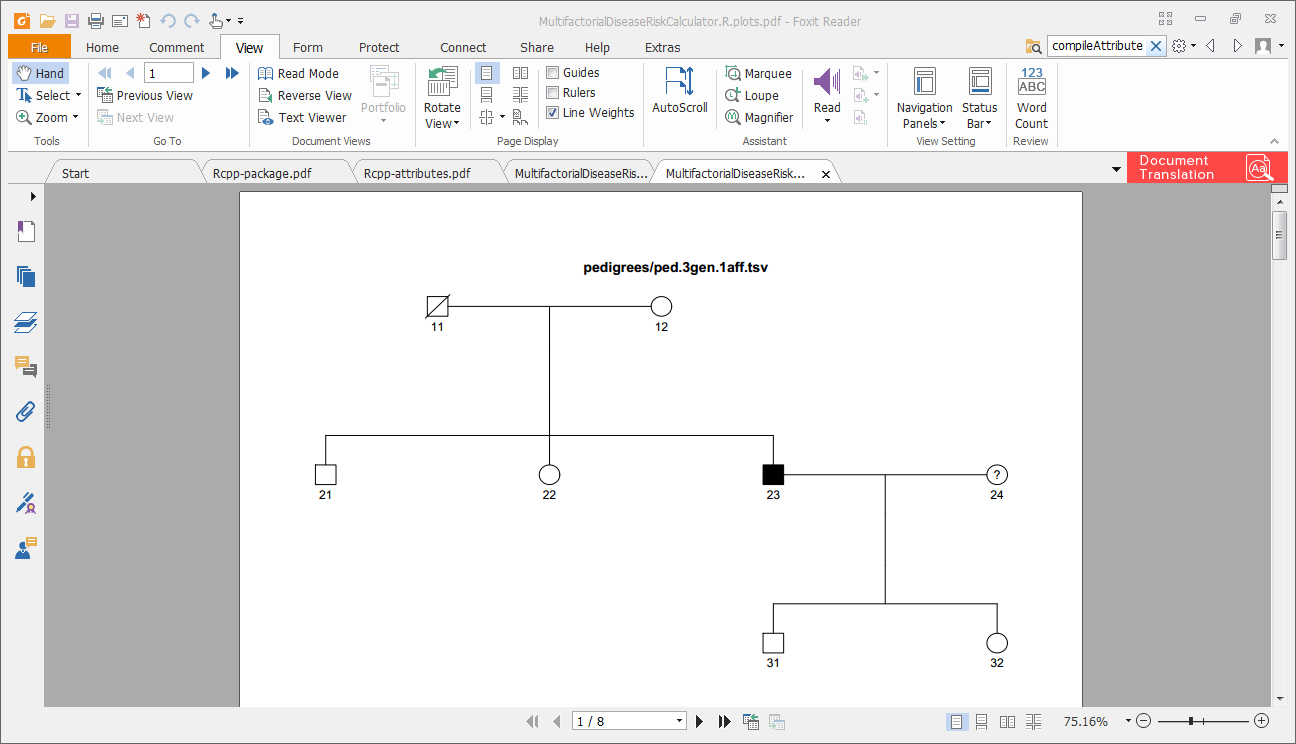 MultifactorialDiseaseRiskCalculator.R.plots.pdf - Foxit Reader
File Home Comment View Form Protect Connect Share Help Extras compileAttribute
Hand
Select
Zoom
Tools
1
Previous View
Next View
Go To
Read Mode
Reverse View
Text Viewer
Document Views
Portfolio
Rotate
View
Page Display
Guides
Rulers
Line Weights
AutoScroll
Marquee
Loupe
Magnifier
Assistant
Read
Navigation
Panels
Status
Bar
View Setting
123
ABC
Word
Count
Review
Start Rcpp-package.pdf Rcpp-attributes.pdf MultifactorialDiseaseRis... MultifactorialDiseaseRisk...
Document
Translation
Aa
pedigrees/ped.3gen.1aff.tsv
11 12
?
21 22 23 24
31 32
1 / 8 75.16%